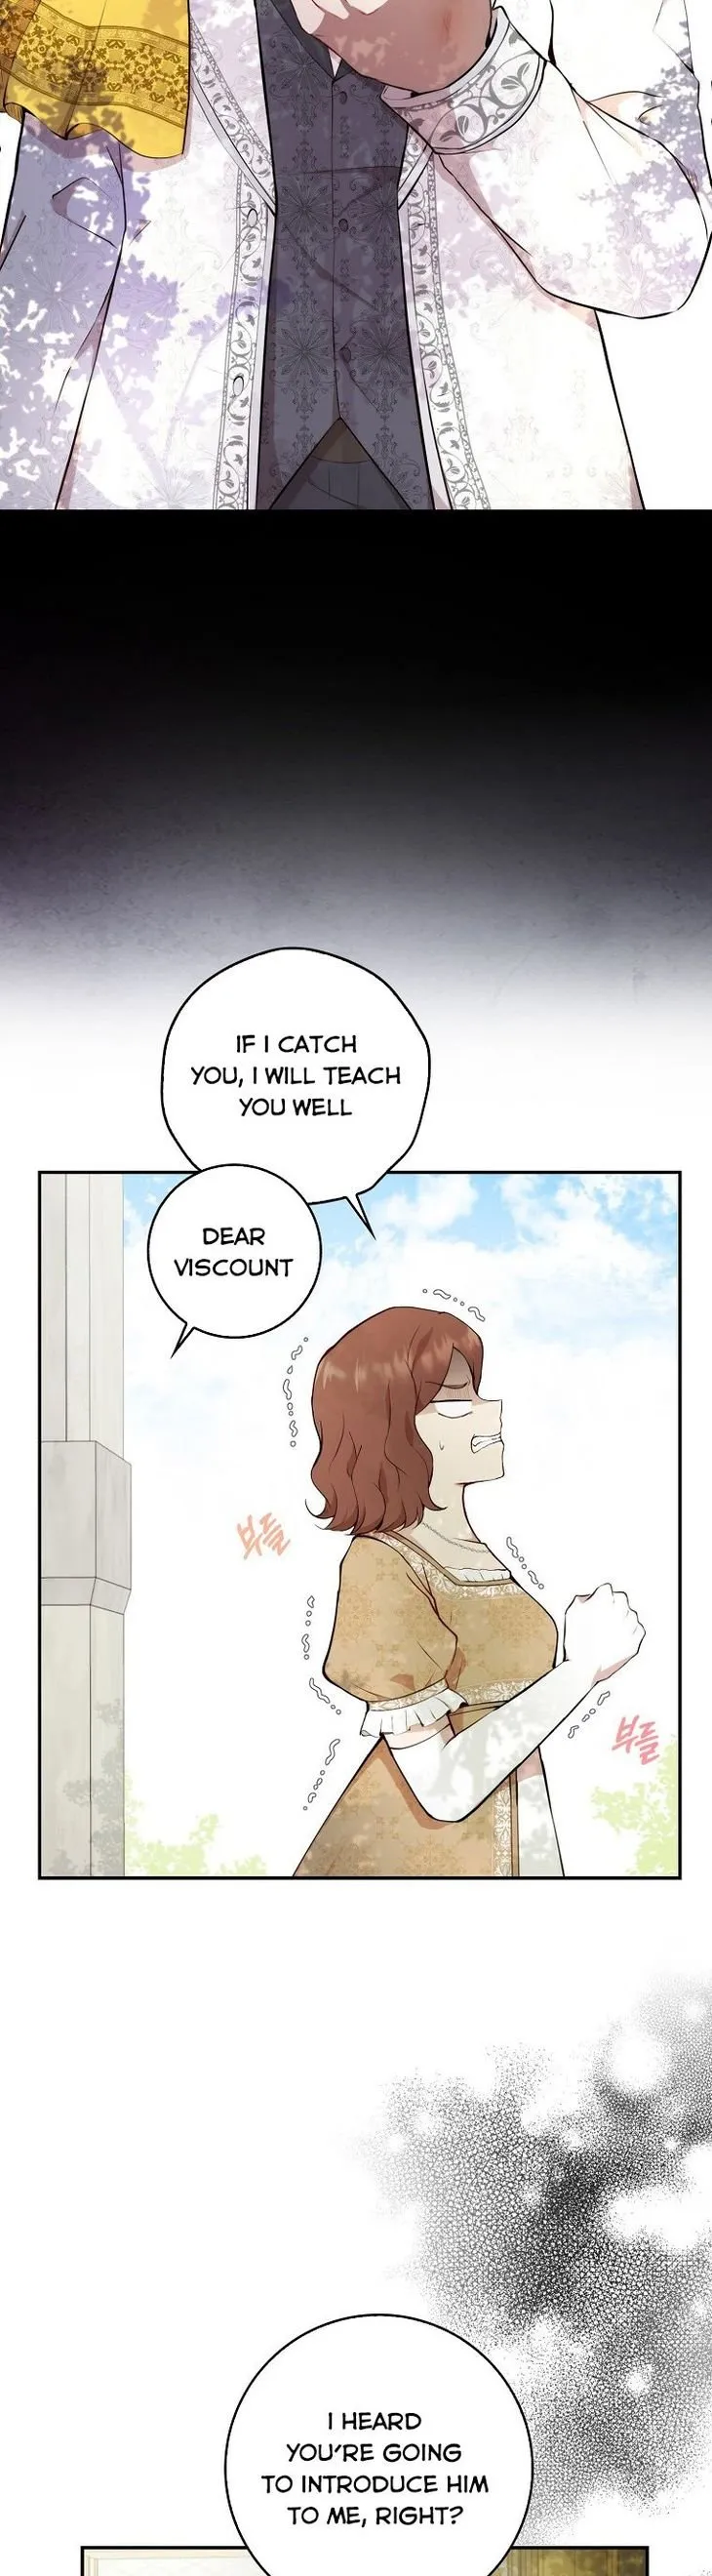 IF I CATCH
YOU, I WILL TEACH
YOU WELL
DEAR
VISCOUNT
부들
부들
I HEARD
YOU'RE GOING
TO INTRODUCE HIM
TO ME, RIGHT?